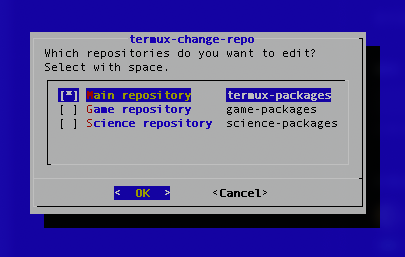 termux-change-repo
Which repositories do you want to edit?
Select with space.
[*] Main repository termux-packages
[ ] Game repository game-packages
[ ] Science repository science-packages
< OK > <Cancel>